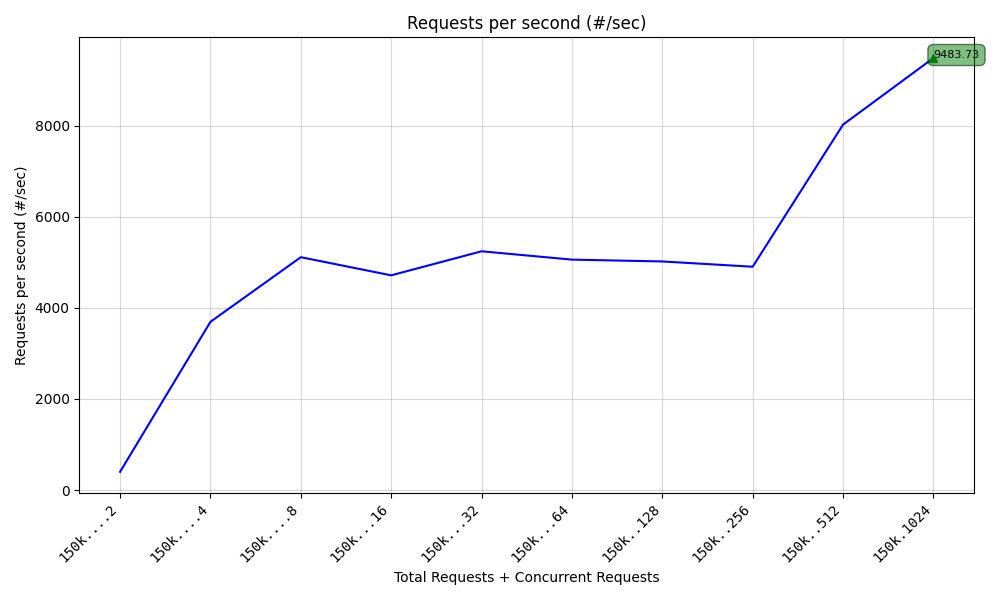 Requests per second (#/sec)
9483.73
Requests per second (#/sec)
8000
6000
4000
2000
0
150k....2
150k....4
150k....8
150k...16
150k...32
150k...64
150k..128
150k..256
150k..512
150k.1024
Total Requests + Concurrent Requests